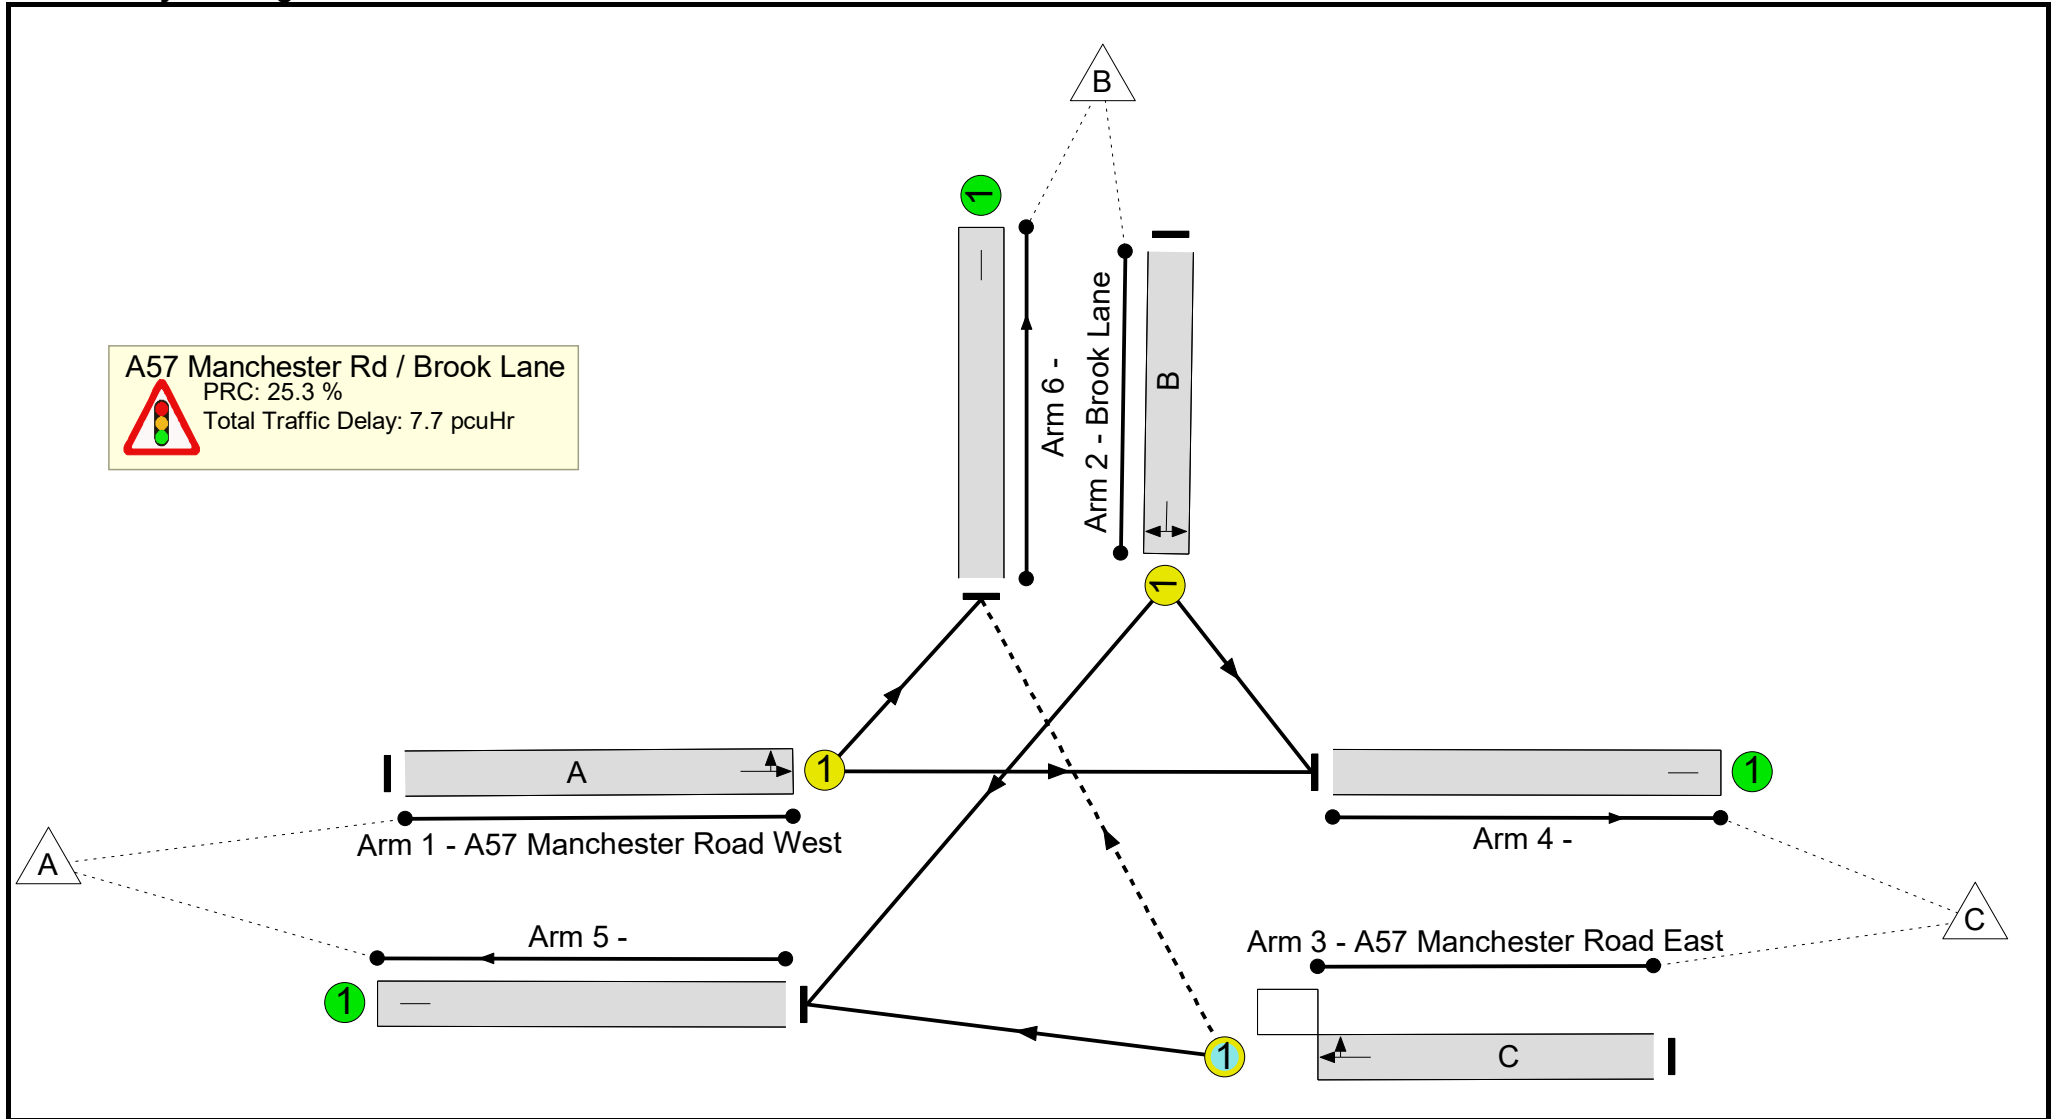 B
1
Arm 6 -
Arm 2 - Brook Lane
B
A57 Manchester Rd / Brook Lane
PRC: 25.3 %
Total Traffic Delay: 7.7 pcuHr
1
A
1
1
Arm 1 - A57 Manchester Road West
Arm 4 -
A
C
Arm 5 -
Arm 3 - A57 Manchester Road East
1
1
C